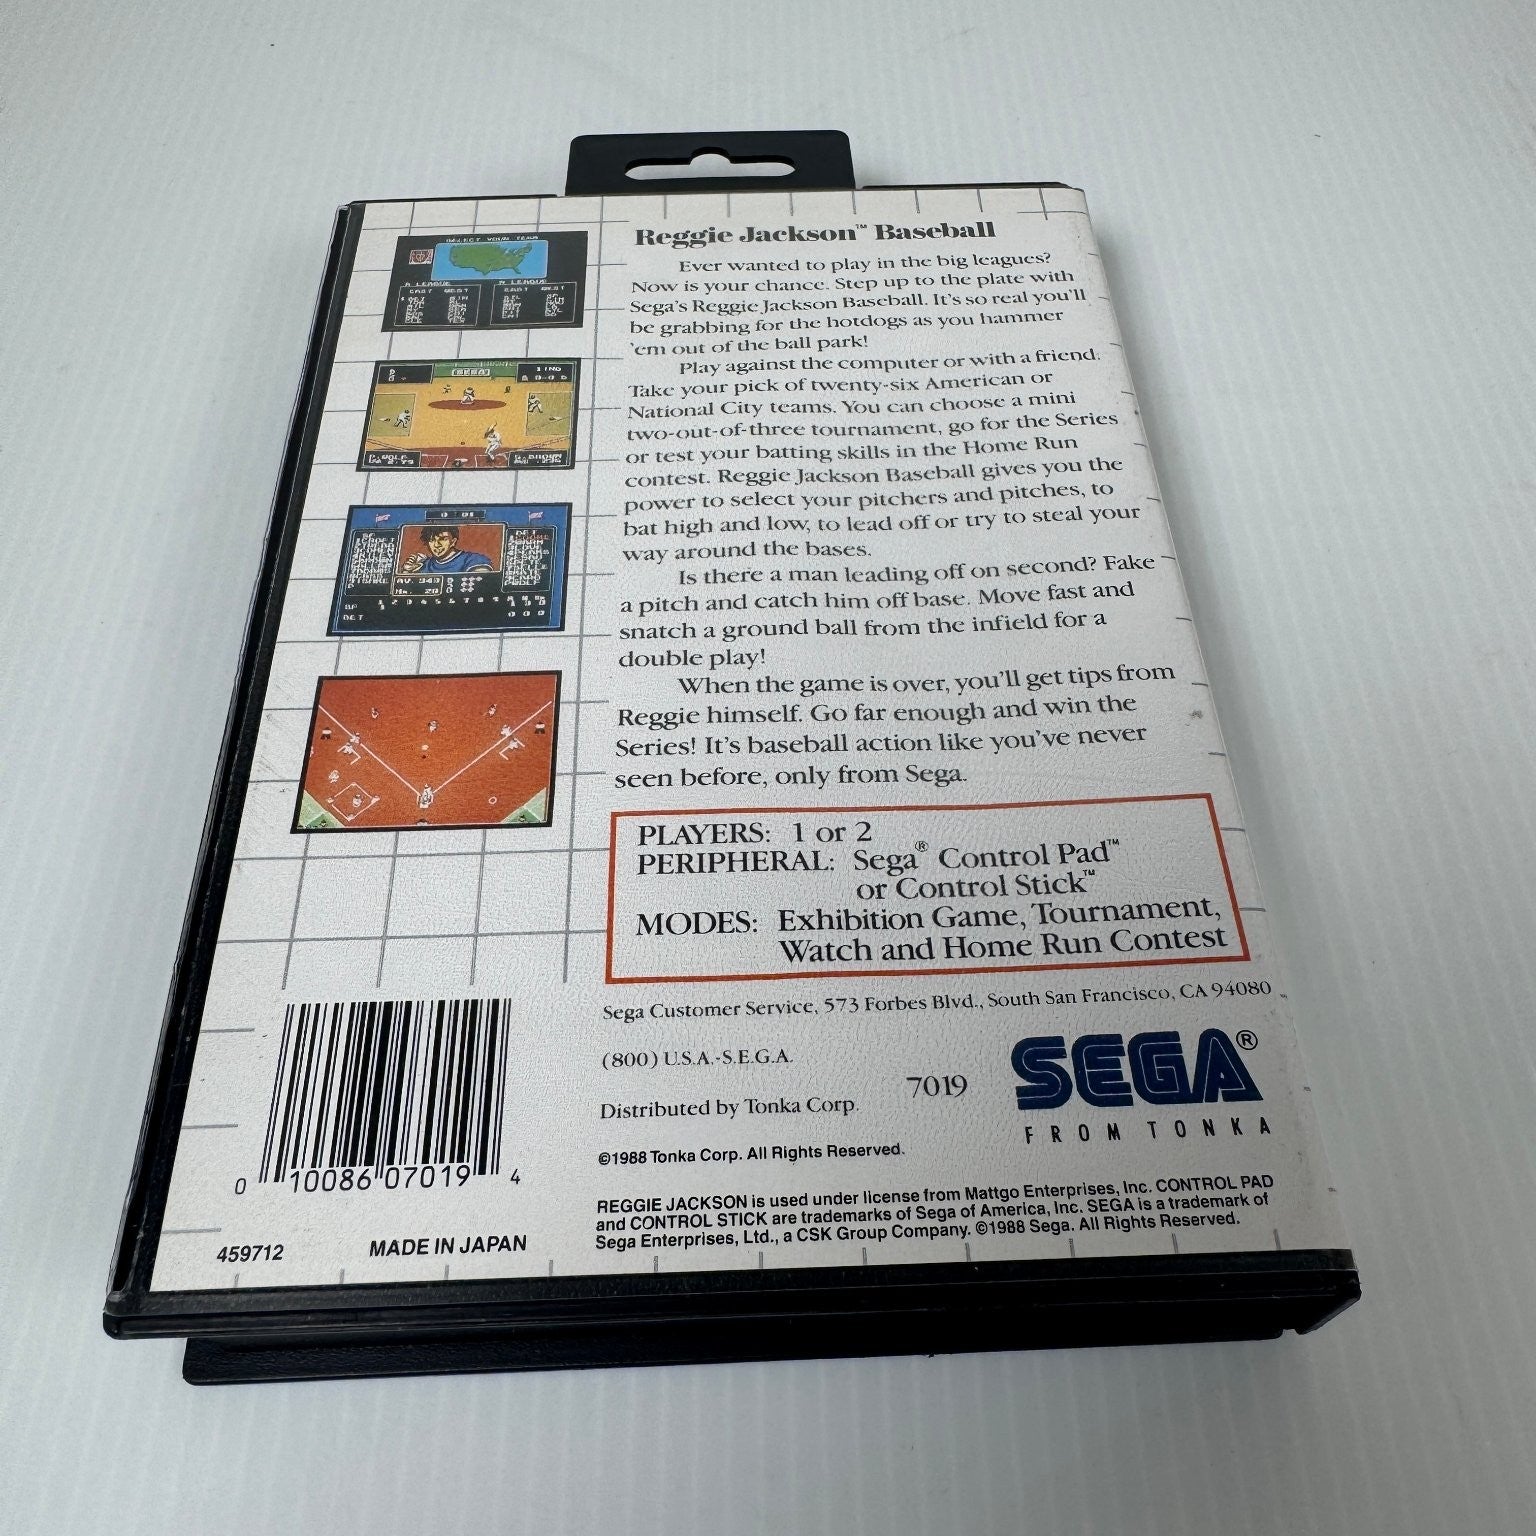 Reggie Jackson™ Baseball
Ever wanted to play in the big leagues?
Now is your chance. Step up to the plate with
Sega's Reggie Jackson Baseball. It's so real you'll
be grabbing for the hotdogs as you hammer
'em out of the ball park!
Play against the computer or with a friend.
Take your pick of twenty-six American or
National City teams. You can choose a mini
two-out-of-three tournament, go for the Series
or test your batting skills in the Home Run
contest. Reggie Jackson Baseball gives you the
power to select your pitchers and pitches, to
bat high and low, to lead off or try to steal your
way around the bases.
Is there a man leading off on second? Fake
a pitch and catch him off base. Move fast and
snatch a ground ball from the infield for a
double play!
When the game is over, you'll get tips from
Reggie himself. Go far enough and win the
Series! It's baseball action like you've never
seen before, only from Sega.
PLAYERS: 1 or 2
PERIPHERAL: Sega® Control Pad™
or Control Stick™
MODES: Exhibition Game, Tournament,
Watch and Home Run Contest
Sega Customer Service, 573 Forbes Blvd., South San Francisco, CA 94080
(800) U.S.A.-S.E.G.A.
7019
Distributed by Tonka Corp.
SEGA®
FROM TONKA
©1988 Tonka Corp. All Rights Reserved.
REGGIE JACKSON is used under license from Mattgo Enterprises, Inc. CONTROL PAD
and CONTROL STICK are trademarks of Sega of America, Inc. SEGA is a trademark of
Sega Enterprises, Ltd., a CSK Group Company. ©1988 Sega. All Rights Reserved.
0 10086 07019 4
459712 MADE IN JAPAN